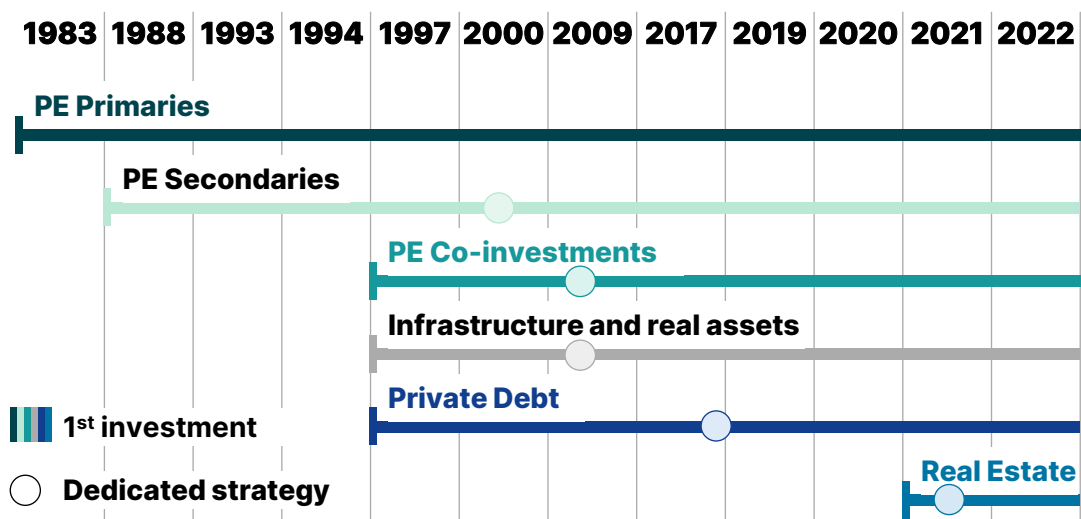 1983 1988 1993 1994 1997 2000 2009 2017 2019 2020 2021 2022
PE Primaries
PE Secondaries
PE Co-investments
Infrastructure and real assets
Private Debt
1st investment
Real Estate
Dedicated strategy